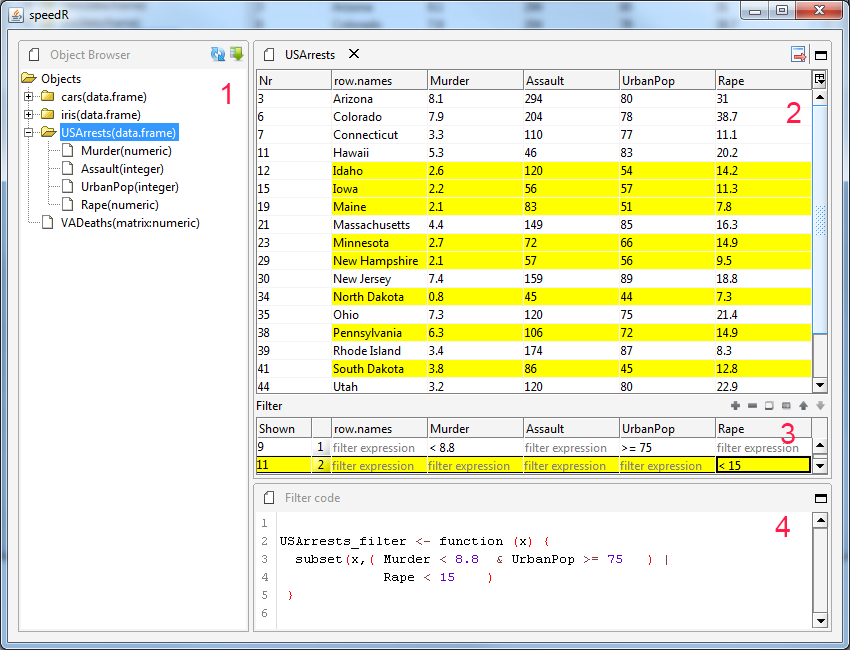 speedR
Object Browser
1
Objects
cars(data.frame)
iris(data.frame)
USArrests(data.frame)
Murder(numeric)
Assault(integer)
UrbanPop(integer)
Rape(numeric)
VADeaths(matrix:numeric)
USArrests
2
Nr row.names Murder Assault UrbanPop Rape
3 Arizona 8.1 294 80 31
6 Colorado 7.9 204 78 38.7
7 Connecticut 3.3 110 77 11.1
11 Hawaii 5.3 46 83 20.2
12 Idaho 2.6 120 54 14.2
15 Iowa 2.2 56 57 11.3
19 Maine 2.1 83 51 7.8
21 Massachusetts 4.4 149 85 16.3
23 Minnesota 2.7 72 66 14.9
29 New Hampshire 2.1 57 56 9.5
30 New Jersey 7.4 159 89 18.8
34 North Dakota 0.8 45 44 7.3
35 Ohio 7.3 120 75 21.4
38 Pennsylvania 6.3 106 72 14.9
39 Rhode Island 3.4 174 87 8.3
41 South Dakota 3.8 86 45 12.8
44 Utah 3.2 120 80 22.9
Filter
3
Shown row.names Murder Assault UrbanPop Rape
9 1 filter expression < 8.8 filter expression >= 75 filter expression
11 2 filter expression filter expression filter expression filter expression < 15
Filter code
4
1
2 USArrests_filter <- function (x) {
3 subset(x,( Murder < 8.8 & UrbanPop >= 75 ) |
4 Rape < 15 )
5 )
6